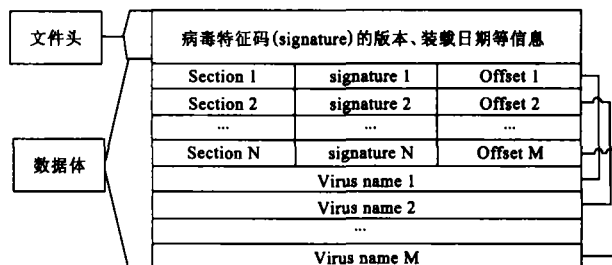 文件头
病毒特征码(signature)的版本、装载日期等信息
Section 1 signature 1 Offset 1
Section 2 signature 2 Offset 2
... ... ...
数据体
Section N signature N Offset M
Virus name 1
Virus name 2
...
Virus name M